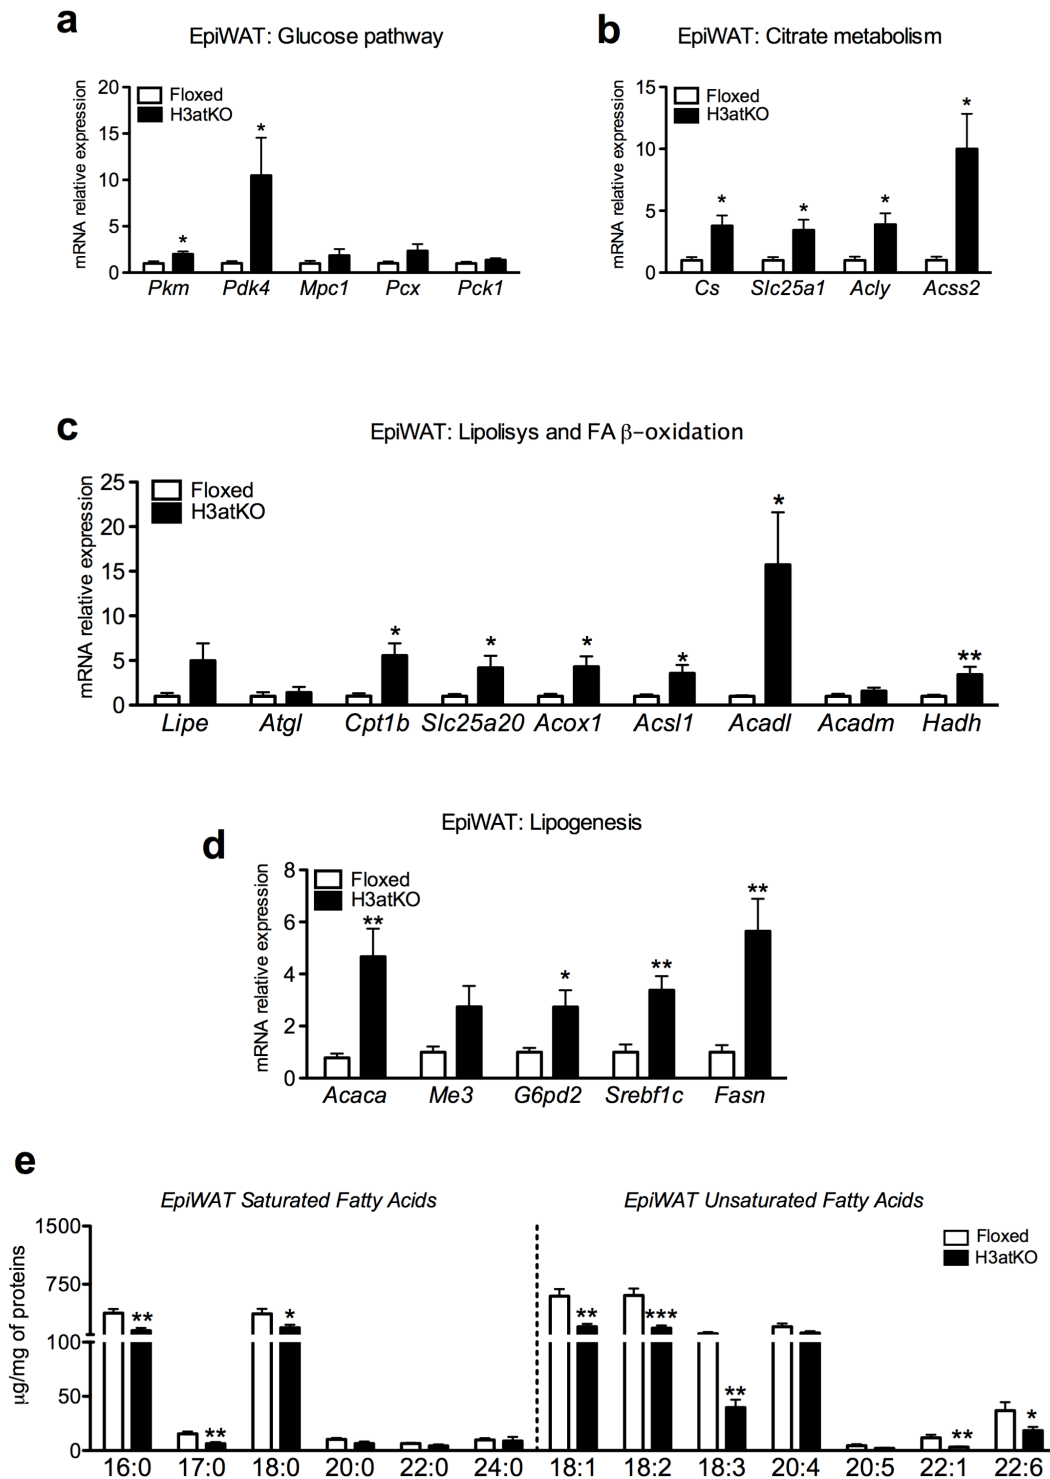 a
EpiWAT: Glucose pathway
mRNA relative expression
20
15
10
5
0
Floxed
H3atKO
*
*
Pkm Pdk4 Mpc1 Pcx Pck1
b
EpiWAT: Citrate metabolism
mRNA relative expression
15
10
5
0
Floxed
H3atKO
* * * *
Cs Slc25a1 Acly Acss2
c
EpiWAT: Lipolisys and FA β-oxidation
mRNA relative expression
25
20
15
10
5
0
Floxed
H3atKO
* * * * * **
Lipe Atgl Cpt1b Slc25a20 Acox1 Acsl1 Acadl Acadm Hadh
d
EpiWAT: Lipogenesis
mRNA relative expression
8
6
4
2
0
Floxed
H3atKO
** * ** **
Acaca Me3 G6pd2 Srebf1c Fasn
e
EpiWAT Saturated Fatty Acids
EpiWAT Unsaturated Fatty Acids
µg/mg of proteins
1500
750
100
50
0
Floxed
H3atKO
** ** * ** *** ** ** *
16:0 17:0 18:0 20:0 22:0 24:0 18:1 18:2 18:3 20:4 20:5 22:1 22:6